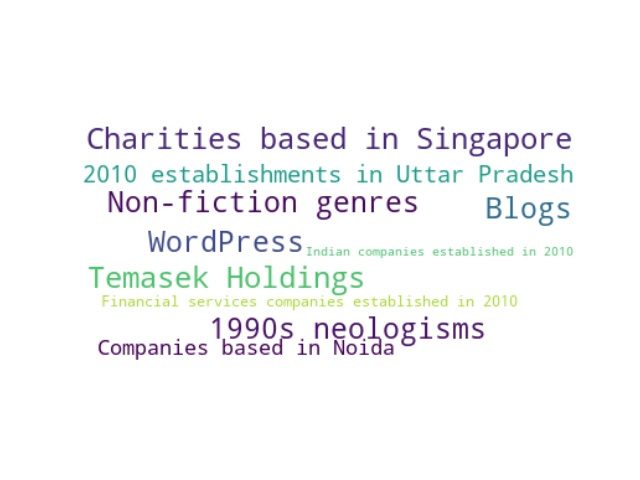 Charities based in Singapore
2010 establishments in Uttar Pradesh
Non-fiction genres
Blogs
WordPress
Indian companies established in 2010
Temasek Holdings
Financial services companies established in 2010
1990s neologisms
Companies based in Noida